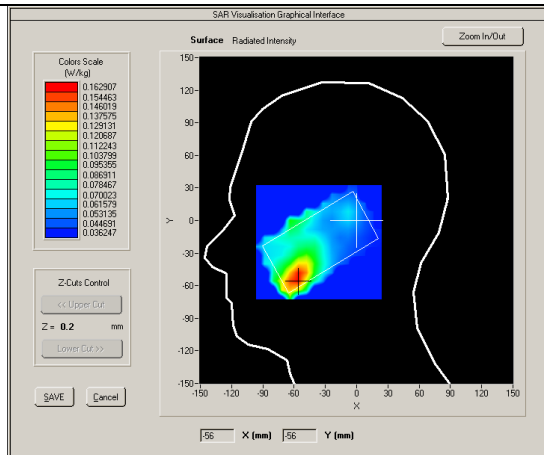 SAR Visualisation Graphical Interface
Surface Radiated Intensity
Zoom In/Out
Colors Scale
(W/kg)
0.162907
0.154463
0.146019
0.137575
0.129131
0.120687
0.112243
0.103799
0.095355
0.086911
0.078467
0.070023
0.061579
0.053135
0.044691
0.036247
150
120
90
60
30
0
-30
-60
-90
-120
-150
Y
-150 -120 -90 -60 -30 0 30 60 90 120 150
X
Z-Cuts Control
<< Upper Cut
Z = 0.2 mm
Lower Cut >>
SAVE Cancel
-56 X (mm) -56 Y (mm)